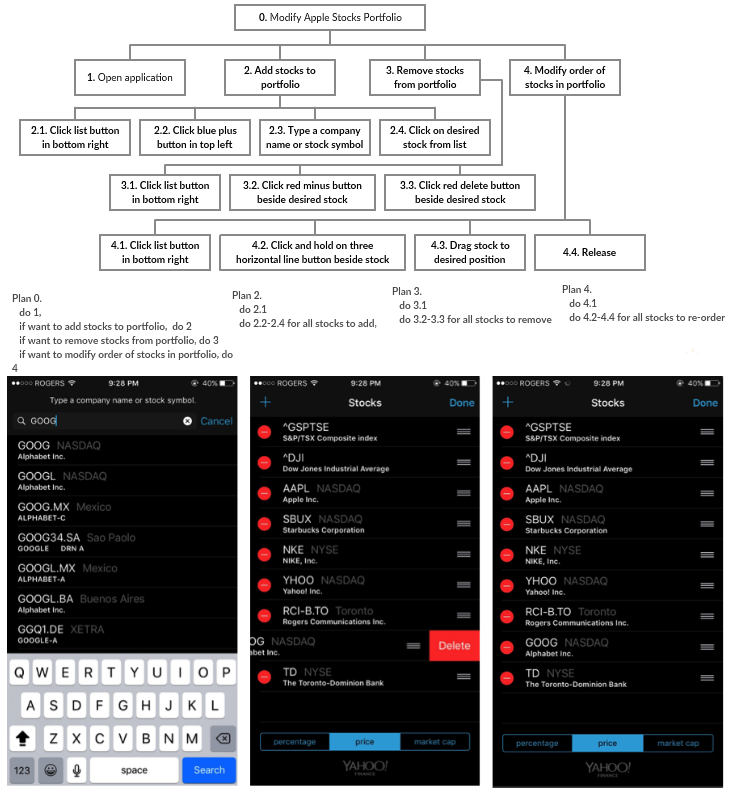 0. Modify Apple Stocks Portfolio
1. Open application
2. Add stocks to
portfolio
3. Remove stocks
from portfolio
4. Modify order of
stocks in portfolio
2.1. Click list button
in bottom right
2.2. Click blue plus
button in top left
2.3. Type a company
name or stock symbol
2.4. Click on desired
stock from list
3.1. Click list button
in bottom right
3.2. Click red minus button
beside desired stock
3.3. Click red delete button
beside desired stock
4.1. Click list button
in bottom right
4.2. Click and hold on three
horizontal line button beside stock
4.3. Drag stock to
desired position
4.4. Release
Plan 0.
do 1,
if want to add stocks to portfolio, do 2
if want to remove stocks from portfolio, do 3
if want to modify order of stocks in portfolio, do
4
Plan 2.
do 2.1
do 2.2-2.4 for all stocks to add,
Plan 3.
do 3.1
do 3.2-3.3 for all stocks to remove
Plan 4.
do 4.1
do 4.2-4.4 for all stocks to re-order
ROGERS 9:28 PM 40%
Type a company name or stock symbol.
GOOG Cancel
GOOG NASDAQ
Alphabet Inc.
GOOGL NASDAQ
Alphabet Inc.
GOOG.MX Mexico
ALPHABET-C
GOOG34.SA Sao Paolo
GOOGLE DRN A
GOOGL.MX Mexico
ALPHABET-A
GOOGL.BA Buenos Aires
Alphabet Inc.
GGQ1.DE XETRA
GOOGLE-A
Q W E R T Y U I O P
A S D F G H J K L
Z X C V B N M
123 space Search
ROGERS 9:28 PM 40%
+ Stocks Done
^GSPTSE
S&P/TSX Composite index
^DJI
Dow Jones Industrial Average
AAPL NASDAQ
Apple Inc.
SBUX NASDAQ
Starbucks Corporation
NKE NYSE
NIKE, Inc.
YHOO NASDAQ
Yahoo! Inc.
RCI-B.TO Toronto
Rogers Communications Inc.
OG NASDAQ Delete
bet Inc.
TD NYSE
The Toronto-Dominion Bank
percentage price market cap
YAHOO!
FINANCE
ROGERS 9:28 PM 40%
+ Stocks Done
^GSPTSE
S&P/TSX Composite index
^DJI
Dow Jones Industrial Average
AAPL NASDAQ
Apple Inc.
SBUX NASDAQ
Starbucks Corporation
NKE NYSE
NIKE, Inc.
YHOO NASDAQ
Yahoo! Inc.
RCI-B.TO Toronto
Rogers Communications Inc.
GOOG NASDAQ
Alphabet Inc.
TD NYSE
The Toronto-Dominion Bank
percentage price market cap
YAHOO!
FINANCE